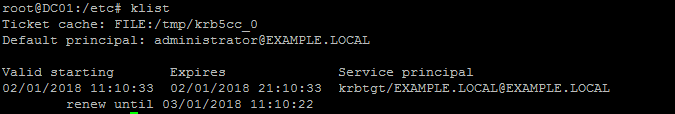 root@DC01:/etc# klist
Ticket cache: FILE:/tmp/krb5cc_0
Default principal: administrator@EXAMPLE.LOCAL
Valid starting Expires Service principal
02/01/2018 11:10:33 02/01/2018 21:10:33 krbtgt/EXAMPLE.LOCAL@EXAMPLE.LOCAL
renew until 03/01/2018 11:10:22